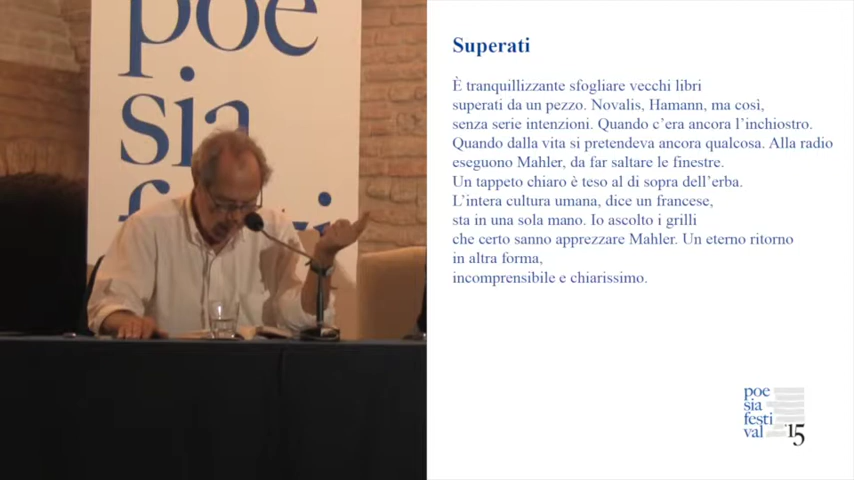 poe
sia
festi
Superati
È tranquillizzante sfogliare vecchi libri
superati da un pezzo. Novalis, Hamann, ma così,
senza serie intenzioni. Quando c’era ancora l’inchiostro.
Quando dalla vita si pretendeva ancora qualcosa. Alla radio
eseguono Mahler, da far saltare le finestre.
Un tappeto chiaro è teso al di sopra dell’erba.
L’intera cultura umana, dice un francese,
sta in una sola mano. Io ascolto i grilli
che certo sanno apprezzare Mahler. Un eterno ritorno
in altra forma,
incomprensibile e chiarissimo.
poe
sia
festi
val '15